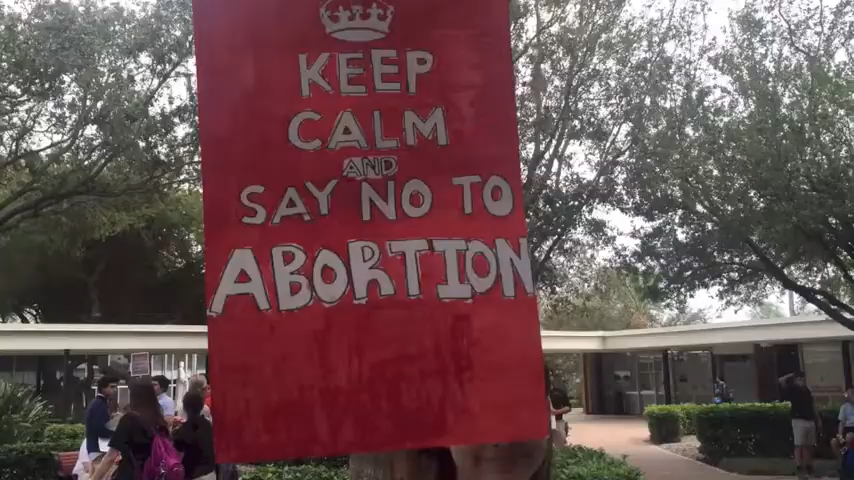 KEEP
CALM
AND
SAY NO TO
ABORTION